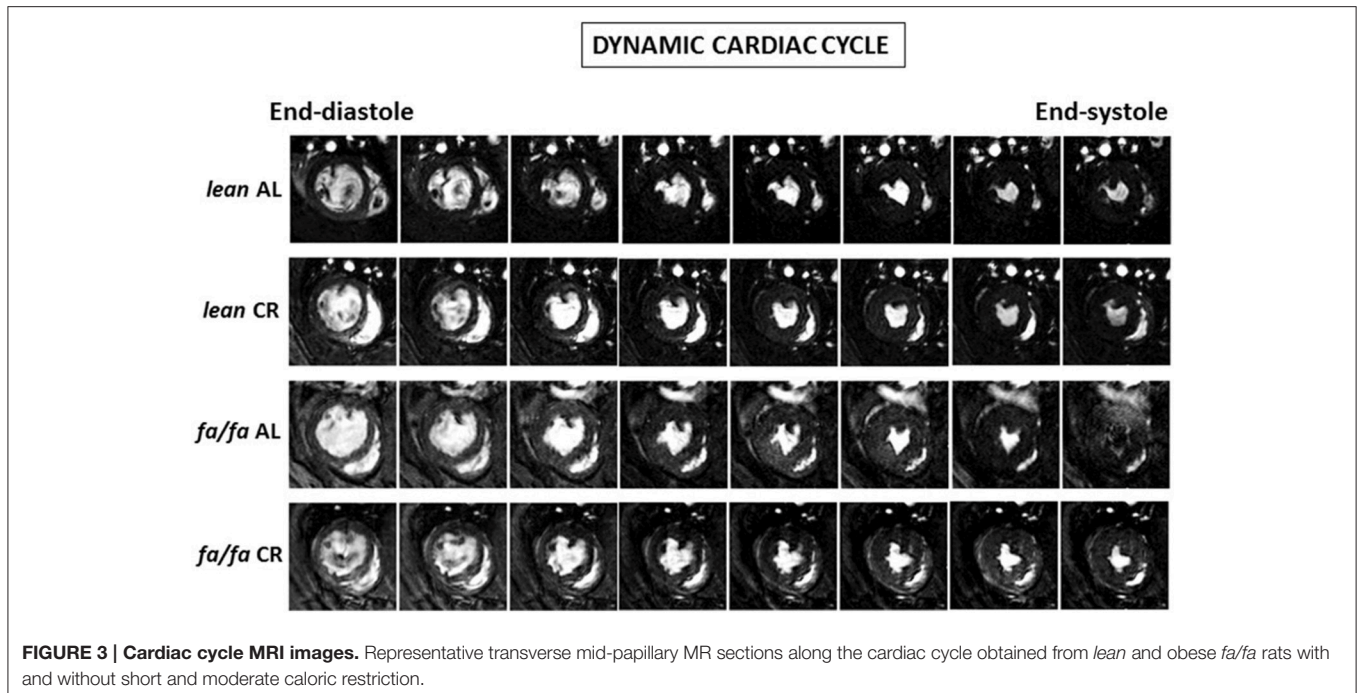 DYNAMIC CARDIAC CYCLE
End-diastole End-systole
lean AL
lean CR
fa/fa AL
fa/fa CR
FIGURE 3 | Cardiac cycle MRI images. Representative transverse mid-papillary MR sections along the cardiac cycle obtained from lean and obese fa/fa rats with
and without short and moderate caloric restriction.